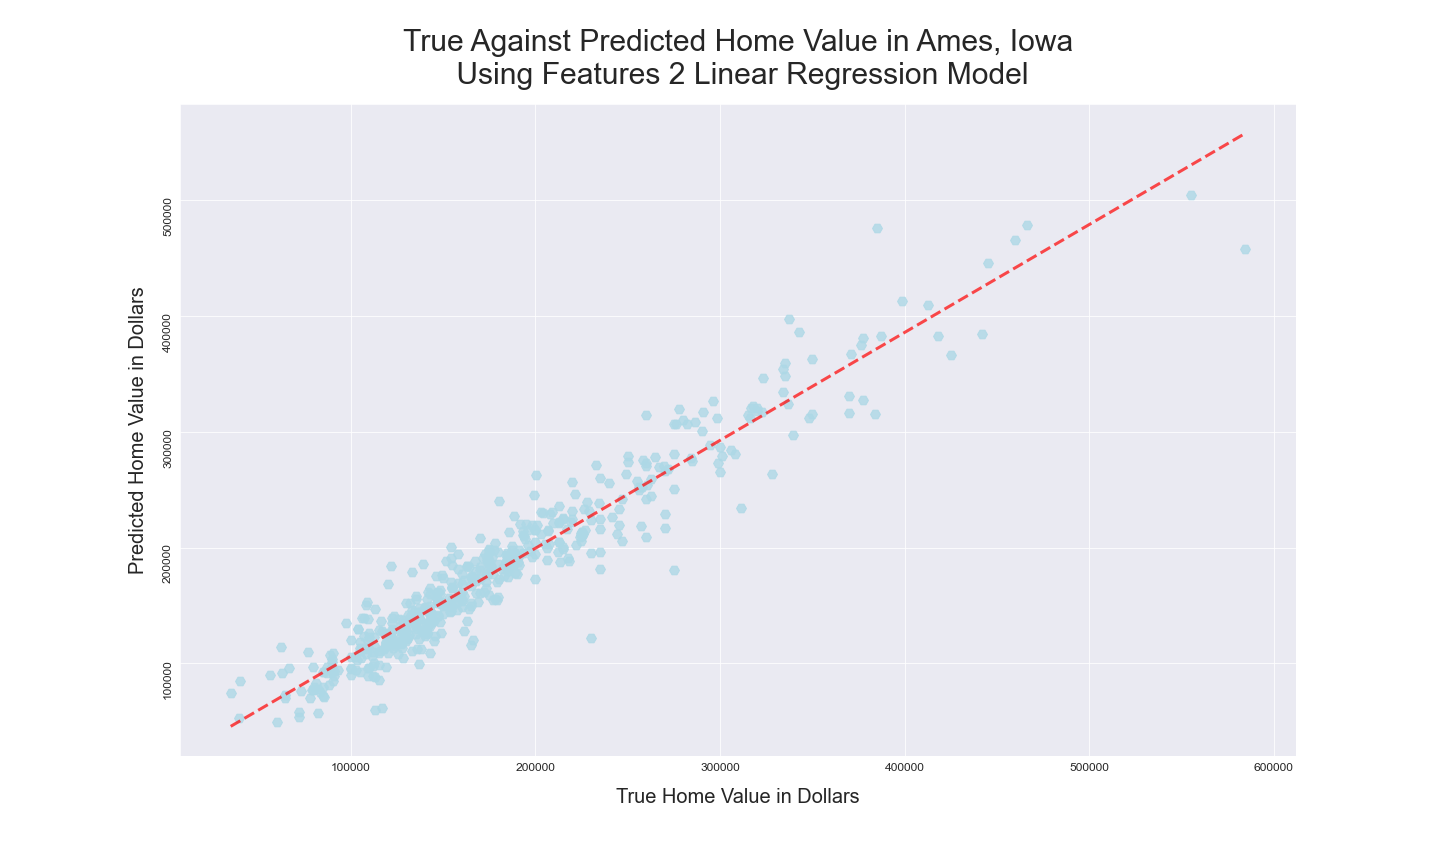 True Against Predicted Home Value in Ames, Iowa
Using Features 2 Linear Regression Model
Predicted Home Value in Dollars
500000
400000
300000
200000
100000
100000 200000 300000 400000 500000 600000
True Home Value in Dollars